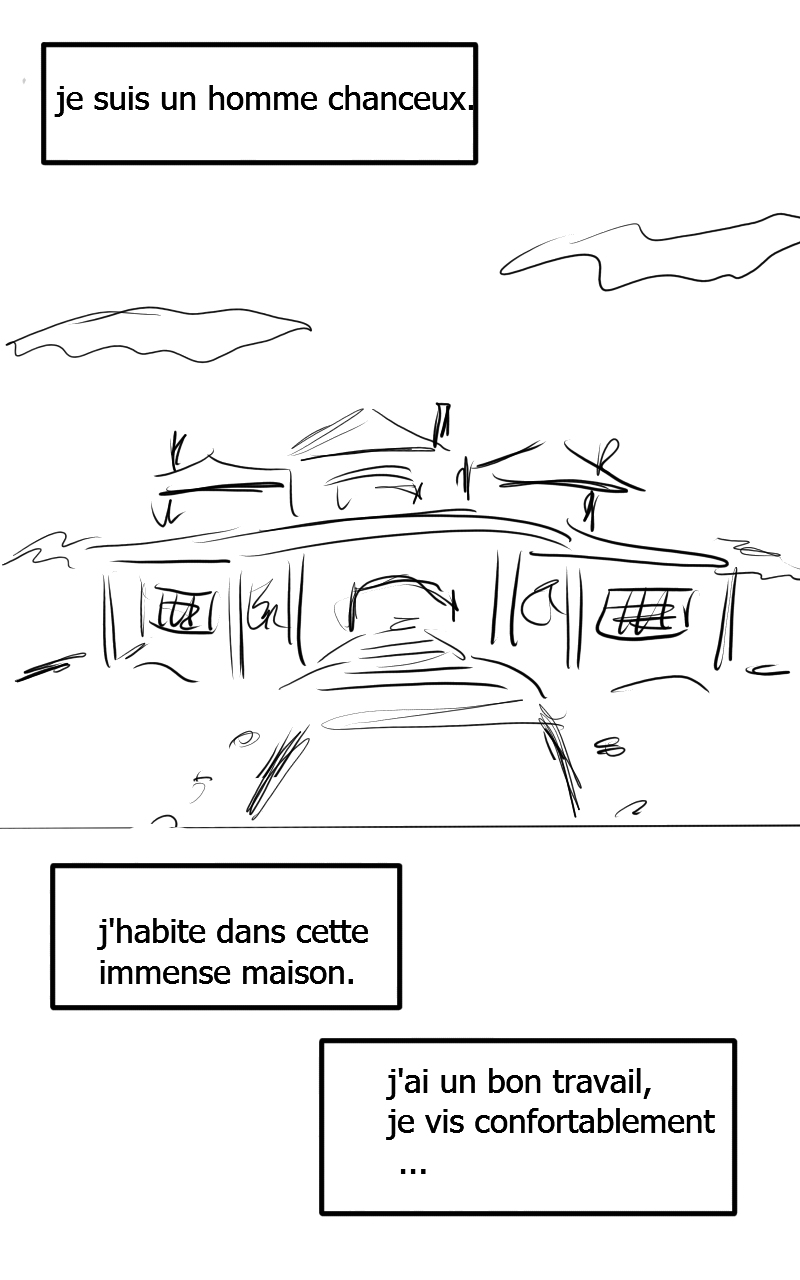 je suis un homme chanceux.
j'habite dans cette
immense maison.
j'ai un bon travail,
je vis confortablement
...